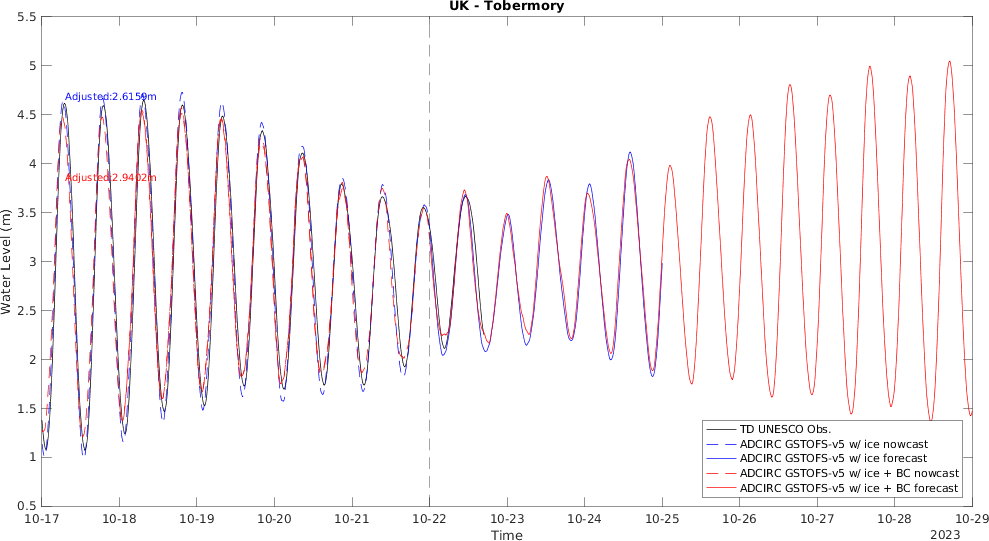 UK - Tobermory
5.5
5
4.5
4
3.5
3
2.5
2
1.5
1
0.5
Water Level (m)
Adjusted:2.6159m
Adjusted:2.9402m
TD UNESCO Obs.
ADCIRC GSTOFS-v5 w/ ice nowcast
ADCIRC GSTOFS-v5 w/ ice forecast
ADCIRC GSTOFS-v5 w/ ice + BC nowcast
ADCIRC GSTOFS-v5 w/ ice + BC forecast
10-17 10-18 10-19 10-20 10-21 10-22 10-23 10-24 10-25 10-26 10-27 10-28 10-29
Time
2023